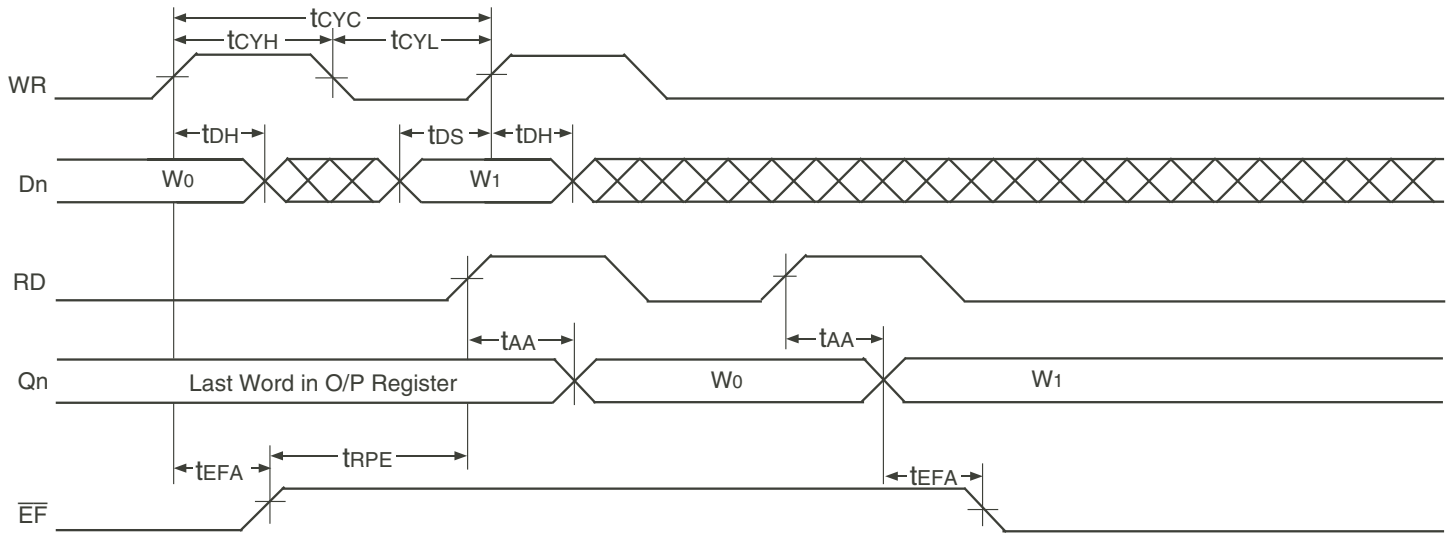 tCYC
tCYH tCYL
WR
tDH tDS tDH
Dn W0 W1
RD
tAA tAA
Qn Last Word in O/P Register W0 W1
tEFA tRPE tEFA
E̅F̅